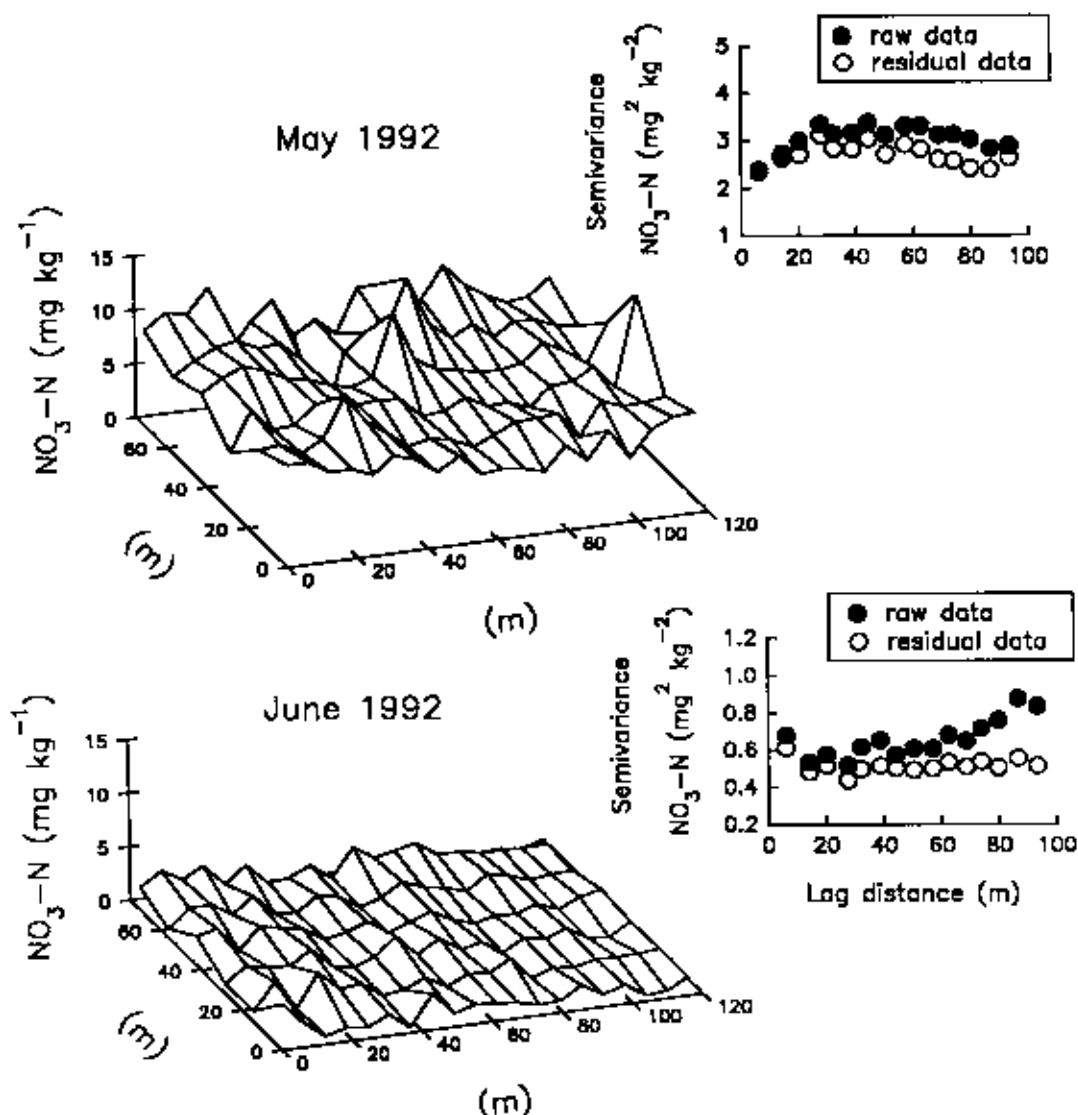 raw data
residual data
Semivariance
NO₃–N (mg² kg⁻²)
5
4
3
2
1
0 20 40 60 80 100
May 1992
NO₃–N (mg kg⁻¹)
15
10
5
0
60
40
20
0
(m)
0 20 40 60 80 100 120
(m)
raw data
residual data
Semivariance
NO₃–N (mg² kg⁻²)
1.2
1.0
0.8
0.6
0.4
0.2
0 20 40 60 80 100
Lag distance (m)
June 1992
NO₃–N (mg kg⁻¹)
15
10
5
0
60
40
20
0
(m)
0 20 40 60 80 100 120
(m)